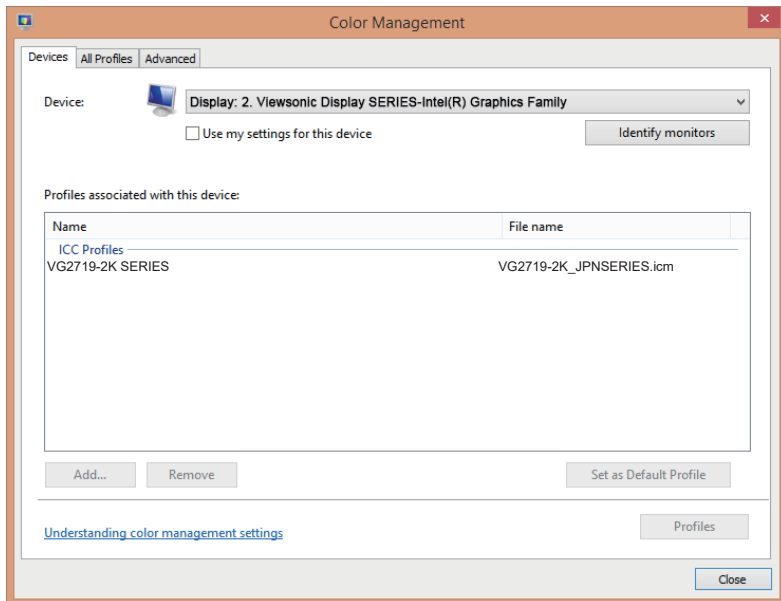 Color Management
Devices All Profiles Advanced
Device: Display: 2. Viewsonic Display SERIES-Intel(R) Graphics Family
Use my settings for this device Identify monitors
Profiles associated with this device:
Name File name
ICC Profiles
VG2719-2K SERIES VG2719-2K_JPNSERIES.icm
Add... Remove Set as Default Profile
Understanding color management settings Profiles
Close